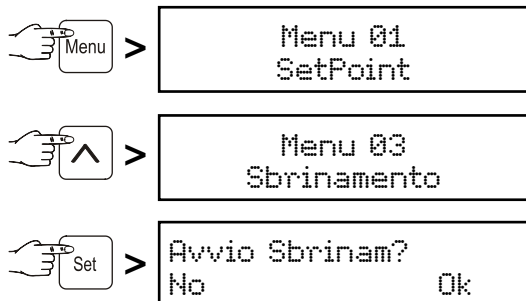 Menu > Menu 01
SetPoint
> Menu 03
Sbrinamento
Set > Avvio Sbrinam?
No Ok